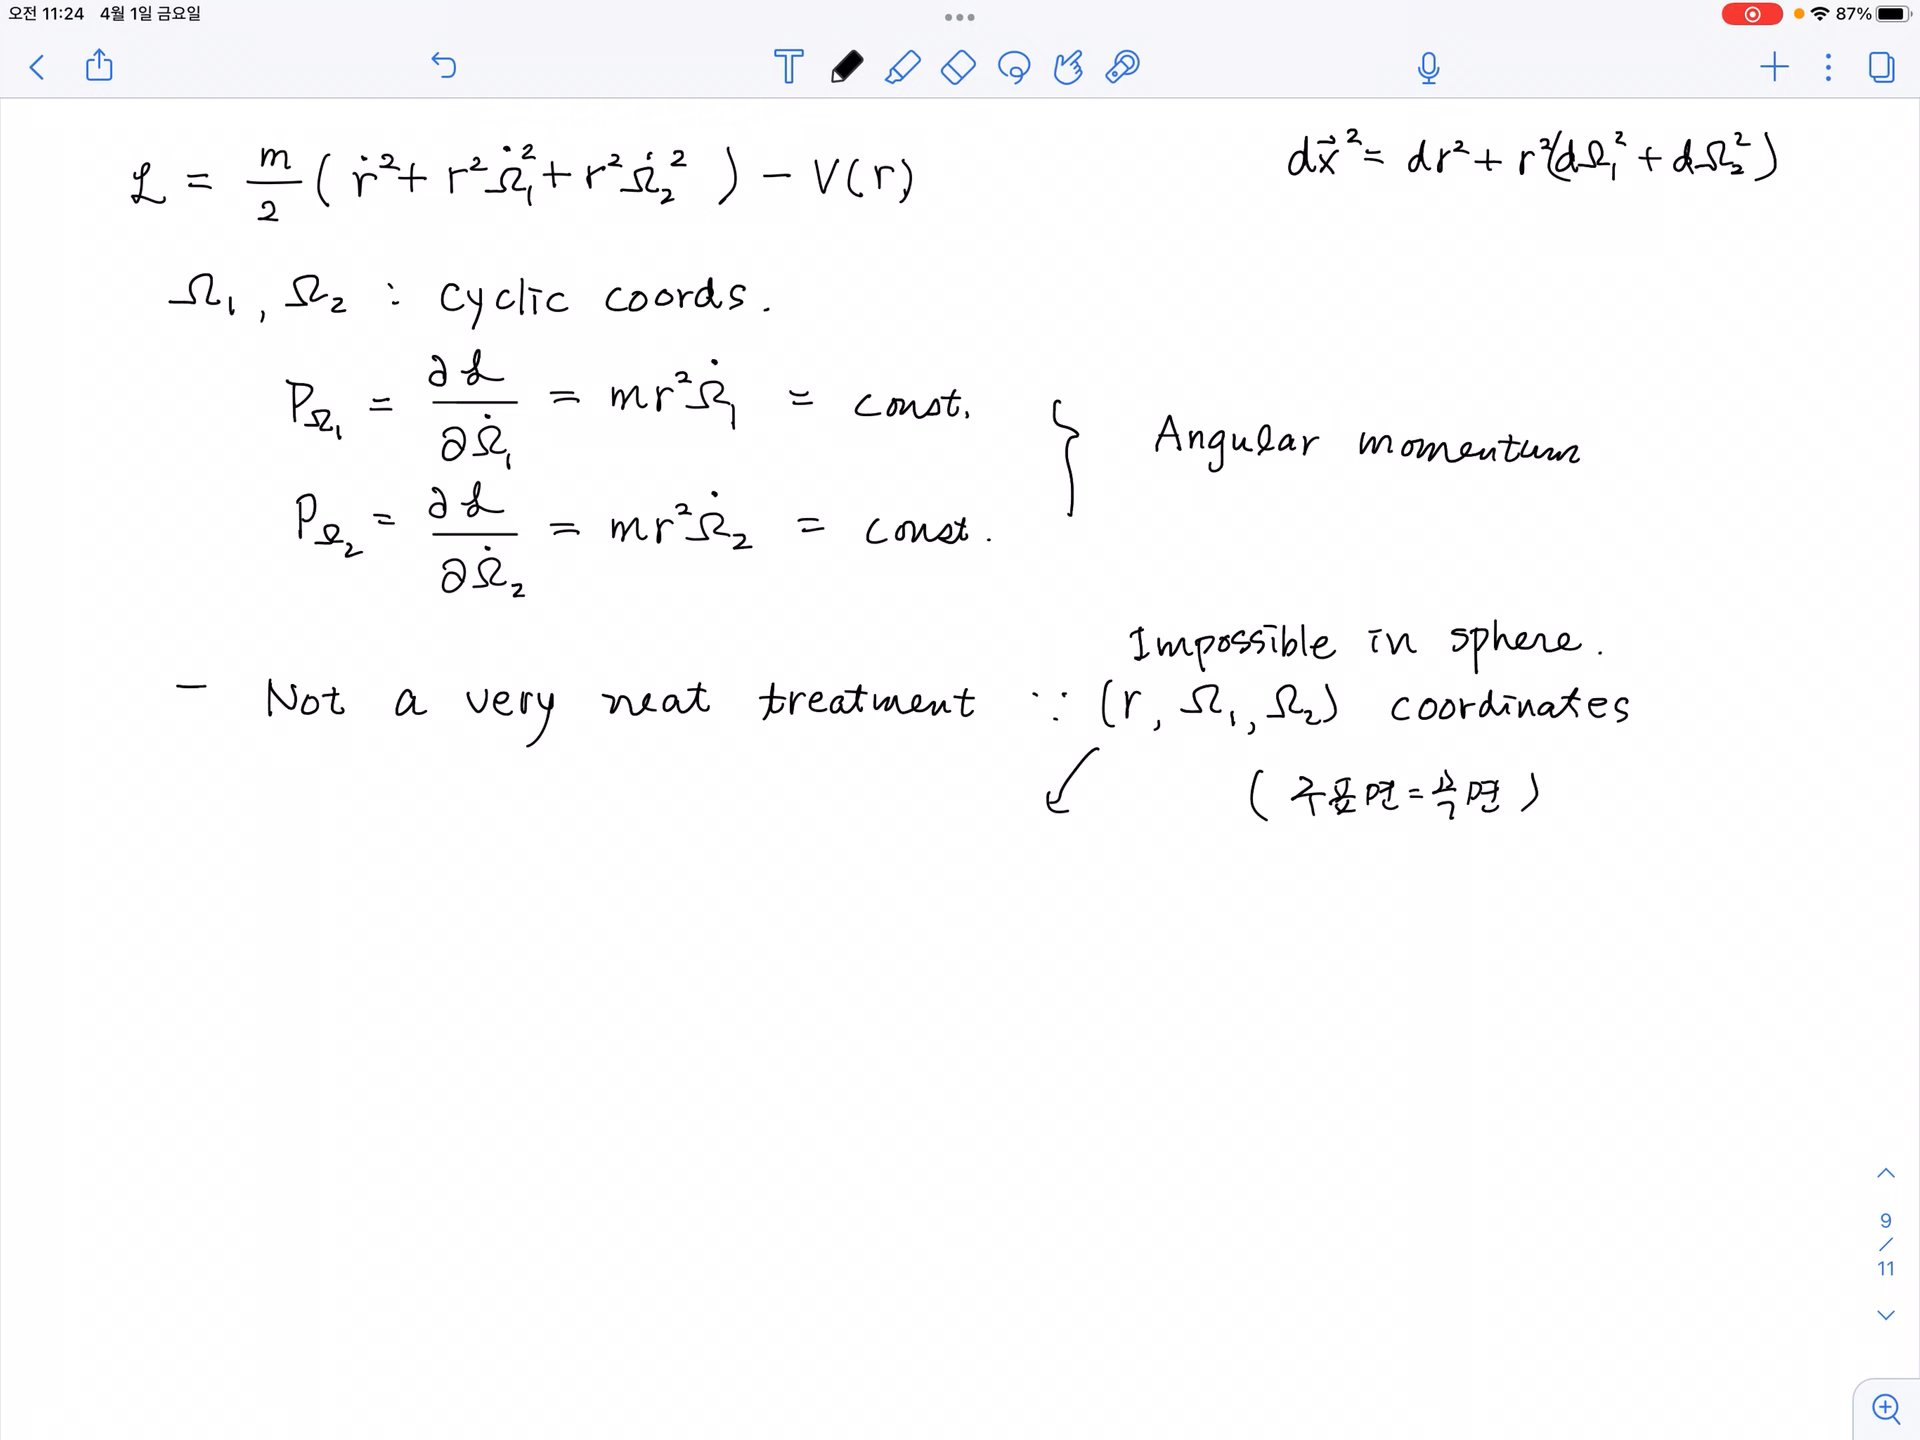 오전 11:24 4월 1일 금요일
87%
ℒ = m/2 ( ṙ² + r²Ω̇₁² + r²Ω̇₂² ) − V(r)
dx⃗² = dr² + r²(dΩ₁² + dΩ₂²)
Ω₁, Ω₂ : cyclic coords.
P_Ω₁ = ∂ℒ/∂Ω̇₁ = mr²Ω̇₁ = const.
Angular momentum
P_Ω₂ = ∂ℒ/∂Ω̇₂ = mr²Ω̇₂ = const.
Impossible in sphere.
− Not a very neat treatment ∵ (r, Ω₁, Ω₂) coordinates
( 구표면 = 곡면 )
9
/
11